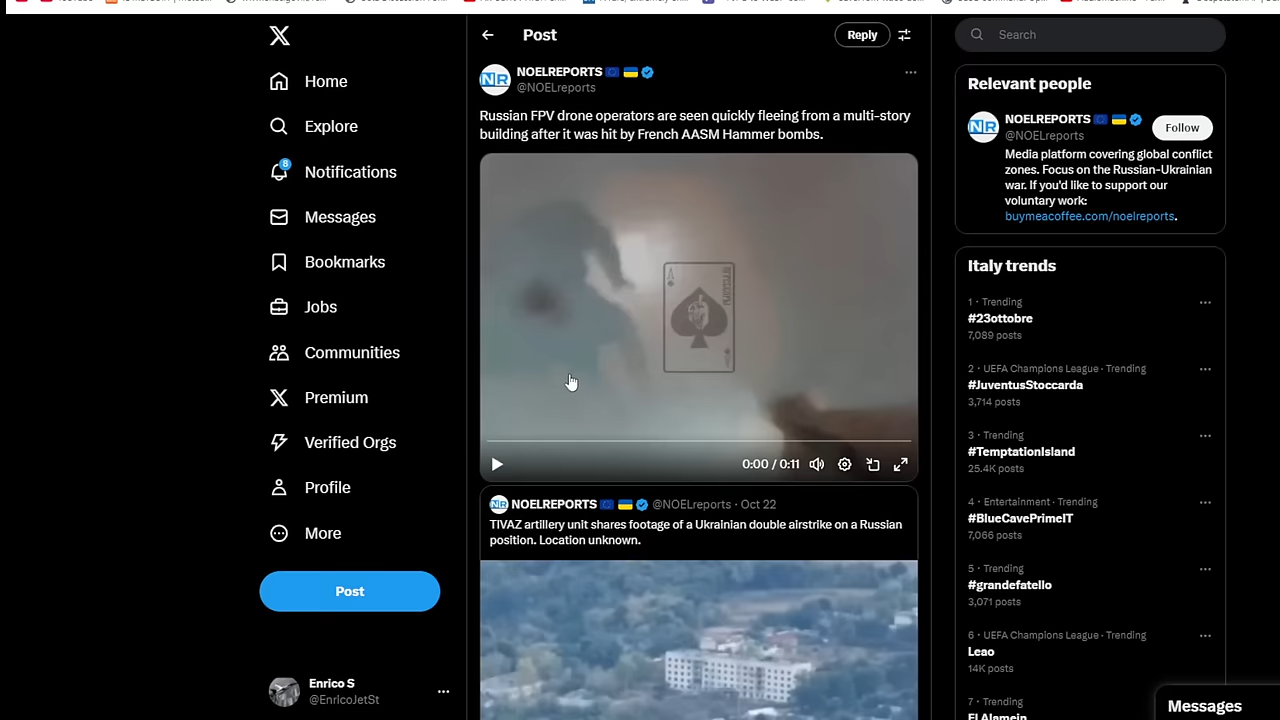 Home
Explore
8
Notifications
Messages
Bookmarks
Jobs
Communities
Premium
Verified Orgs
Profile
More
Post
Enrico S
@EnricoJetSt
Post
Reply
NR
NOELREPORTS
@NOELreports
Russian FPV drone operators are seen quickly fleeing from a multi-story
building after it was hit by French AASM Hammer bombs.
0:00 / 0:11
NR
NOELREPORTS @NOELreports · Oct 22
TIVAZ artillery unit shares footage of a Ukrainian double airstrike on a Russian
position. Location unknown.
Search
Relevant people
NR
NOELREPORTS
@NOELreports
Follow
Media platform covering global conflict
zones. Focus on the Russian-Ukrainian
war. If you'd like to support our
voluntary work:
buymeacoffee.com/noelreports.
Italy trends
1 · Trending
#23ottobre
7,089 posts
2 · UEFA Champions League · Trending
#JuventusStoccarda
3,714 posts
3 · Trending
#TemptationIsland
25.4K posts
4 · Entertainment · Trending
#BlueCavePrimeIT
7,066 posts
5 · Trending
#grandefatello
3,071 posts
6 · UEFA Champions League · Trending
Leao
14K posts
7 · Trending
El Alamein
Messages